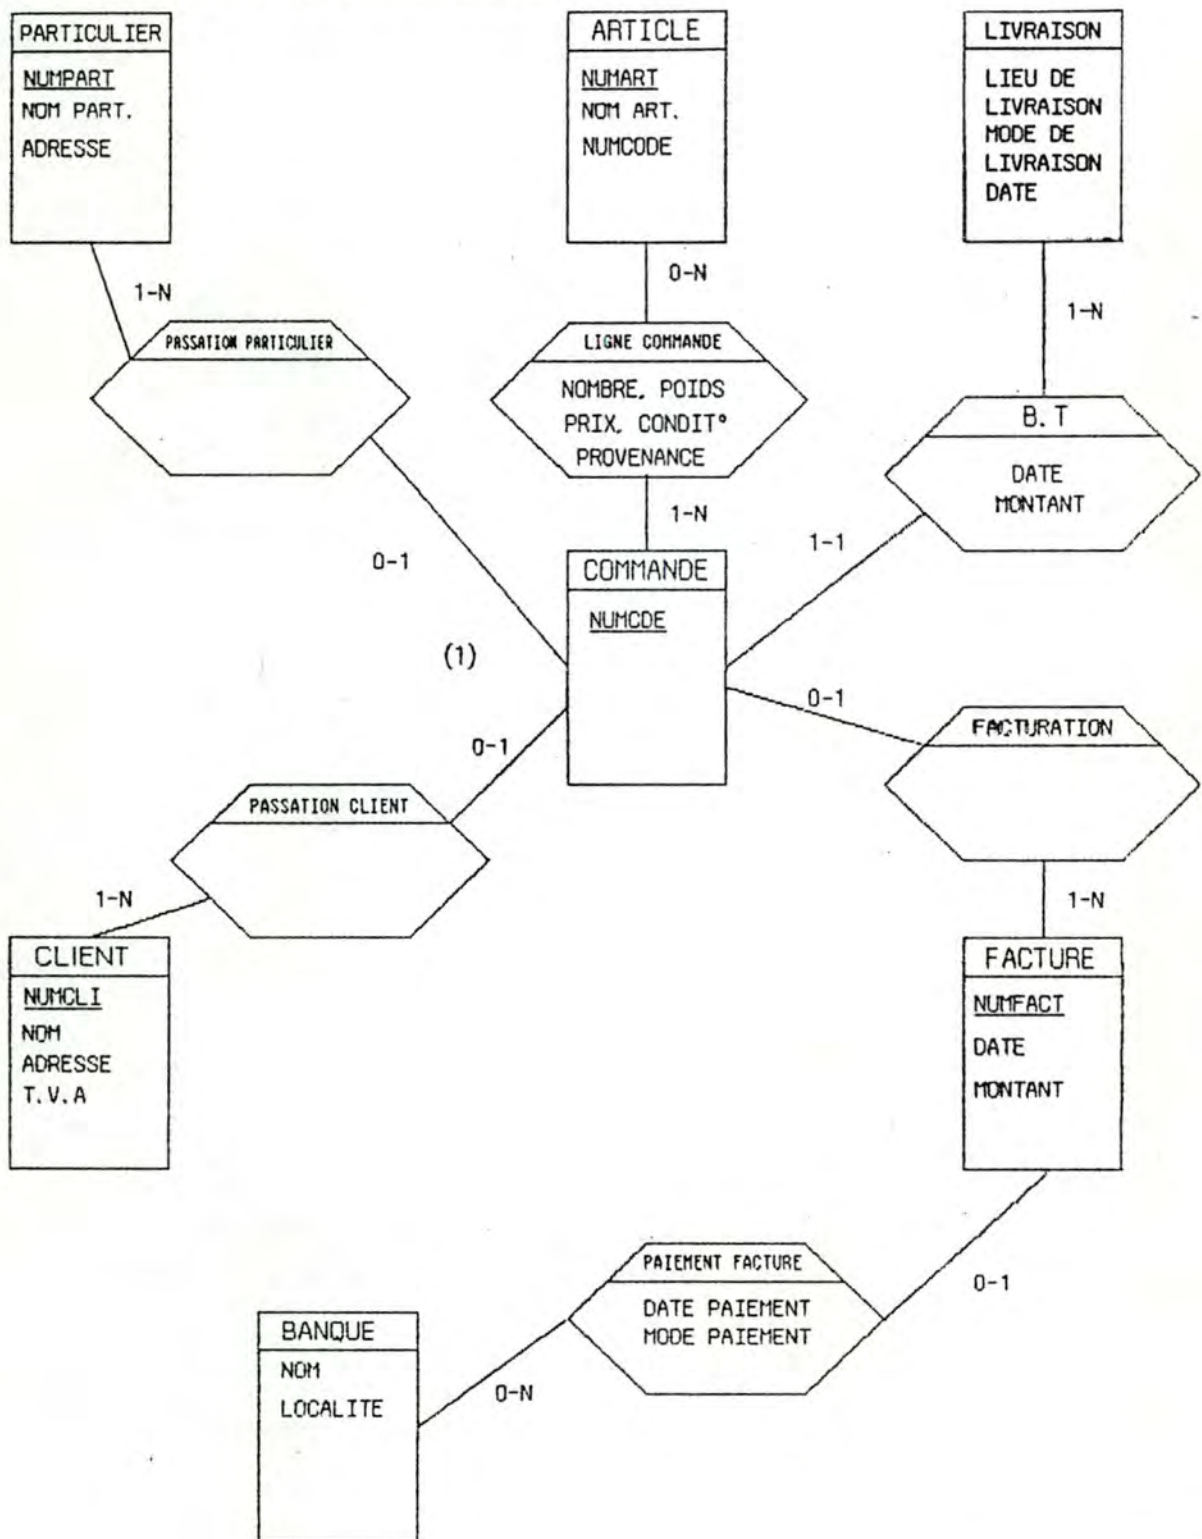 PARTICULIER
NUMPART
NOM PART.
ADRESSE
ARTICLE
NUMART
NOM ART.
NUMCODE
LIVRAISON
LIEU DE
LIVRAISON
MODE DE
LIVRAISON
DATE
1-N
0-N
1-N
PASSATION PARTICULIER
LIGNE COMMANDE
NOMBRE, POIDS
PRIX, CONDIT°
PROVENANCE
B.T
DATE
MONTANT
0-1
1-N
1-1
COMMANDE
NUMCDE
(1)
0-1
0-1
FACTURATION
PASSATION CLIENT
1-N
1-N
CLIENT
NUMCLI
NOM
ADRESSE
T.V.A
FACTURE
NUMFACT
DATE
MONTANT
PAIEMENT FACTURE
DATE PAIEMENT
MODE PAIEMENT
0-1
BANQUE
NOM
LOCALITE
0-N